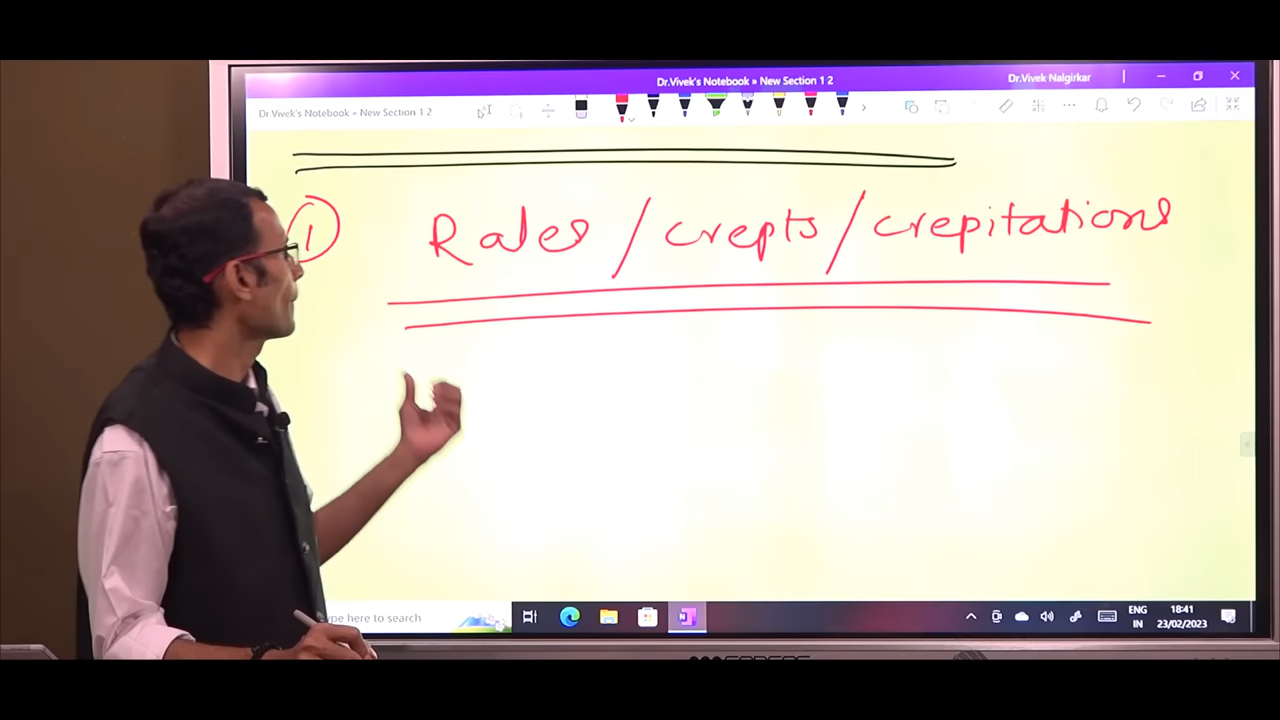 Dr.Vivek's Notebook » New Section 1 2
Dr.Vivek Nalgirkar
Dr.Vivek's Notebook » New Section 1 2
1 Rales / crepts / crepitations
ype here to search
ENG
IN
18:41
23/02/2023